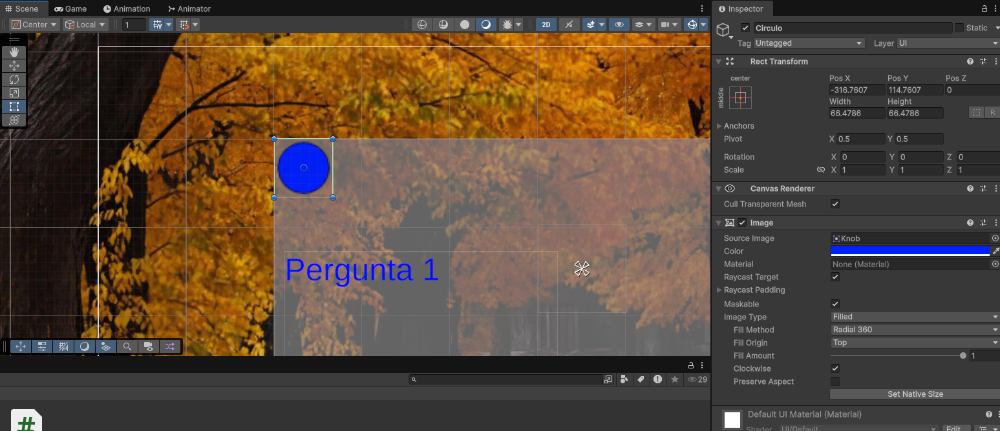 Scene Game Animation Animator
Center Local 1 2D
Pergunta 1
29
#
Inspector
Circulo Static
Tag Untagged Layer UI
Rect Transform
center Pos X Pos Y Pos Z
middle -316.7607 114.7607 0
Width Height
66.4786 66.4786 R
Anchors
Pivot X 0.5 Y 0.5
Rotation X 0 Y 0 Z 0
Scale X 1 Y 1 Z 1
Canvas Renderer
Cull Transparent Mesh
Image
Source Image Knob
Color
Material None (Material)
Raycast Target
Raycast Padding
Maskable
Image Type Filled
Fill Method Radial 360
Fill Origin Top
Fill Amount 1
Clockwise
Preserve Aspect
Set Native Size
Default UI Material (Material)
Shader UI/Default Edit...